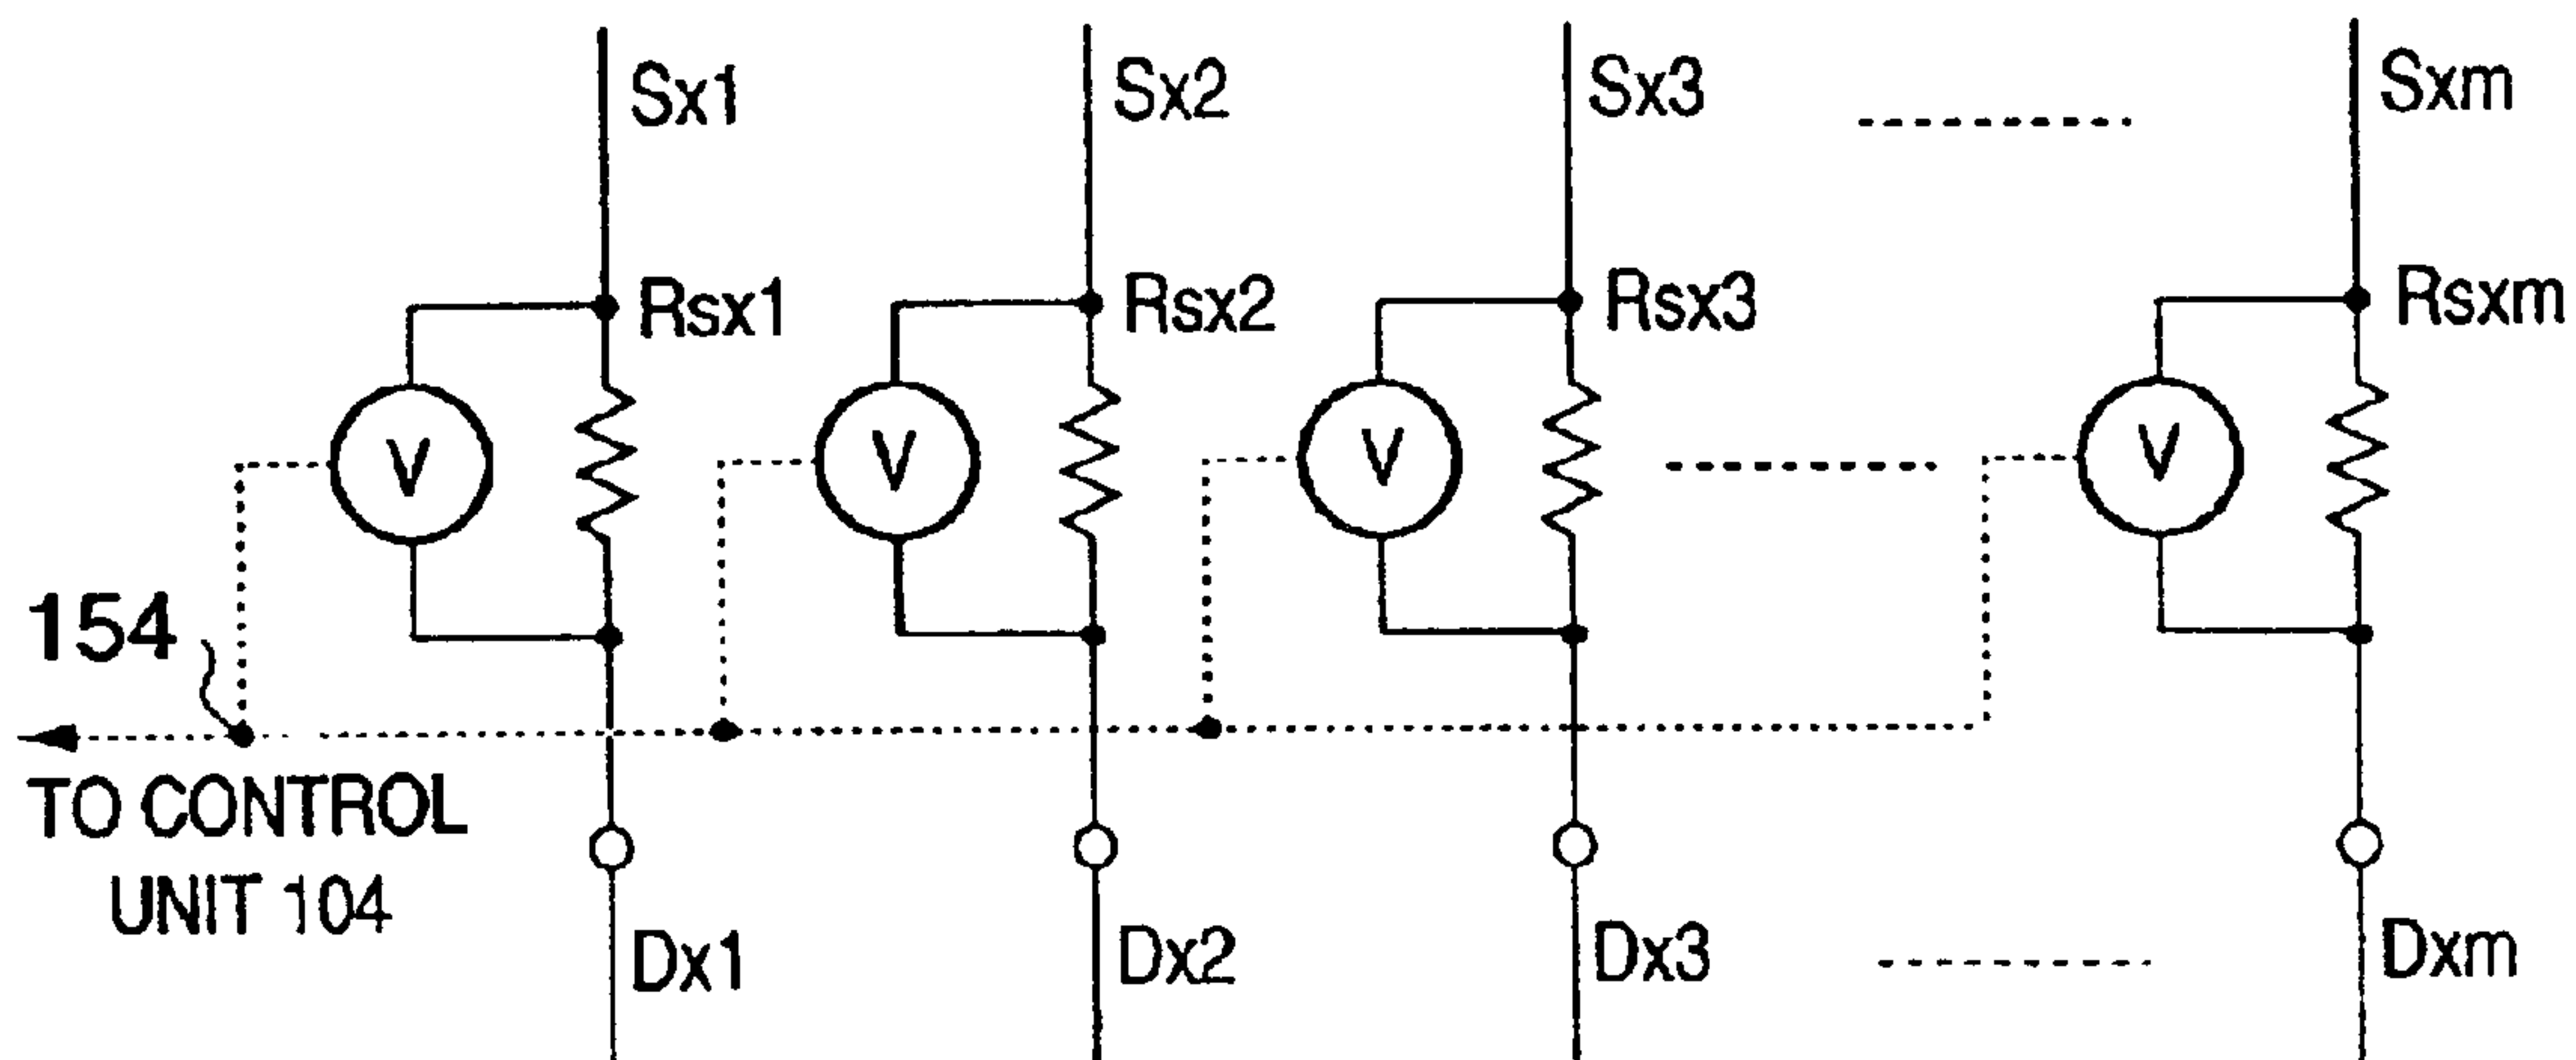 Sx1 Sx2 Sx3 Sxm
Rsx1 Rsx2 Rsx3 Rsxm
V V V V
154
TO CONTROL
UNIT 104
Dx1 Dx2 Dx3 Dxm